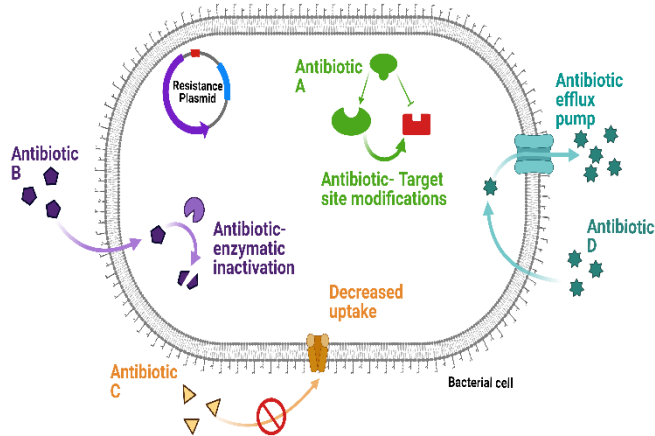 Resistance
Plasmid
Antibiotic
A
Antibiotic
efflux
pump
Antibiotic
B
Antibiotic- Target
site modifications
Antibiotic-
enzymatic
inactivation
Antibiotic
D
Decreased
uptake
Antibiotic
C
Bacterial cell